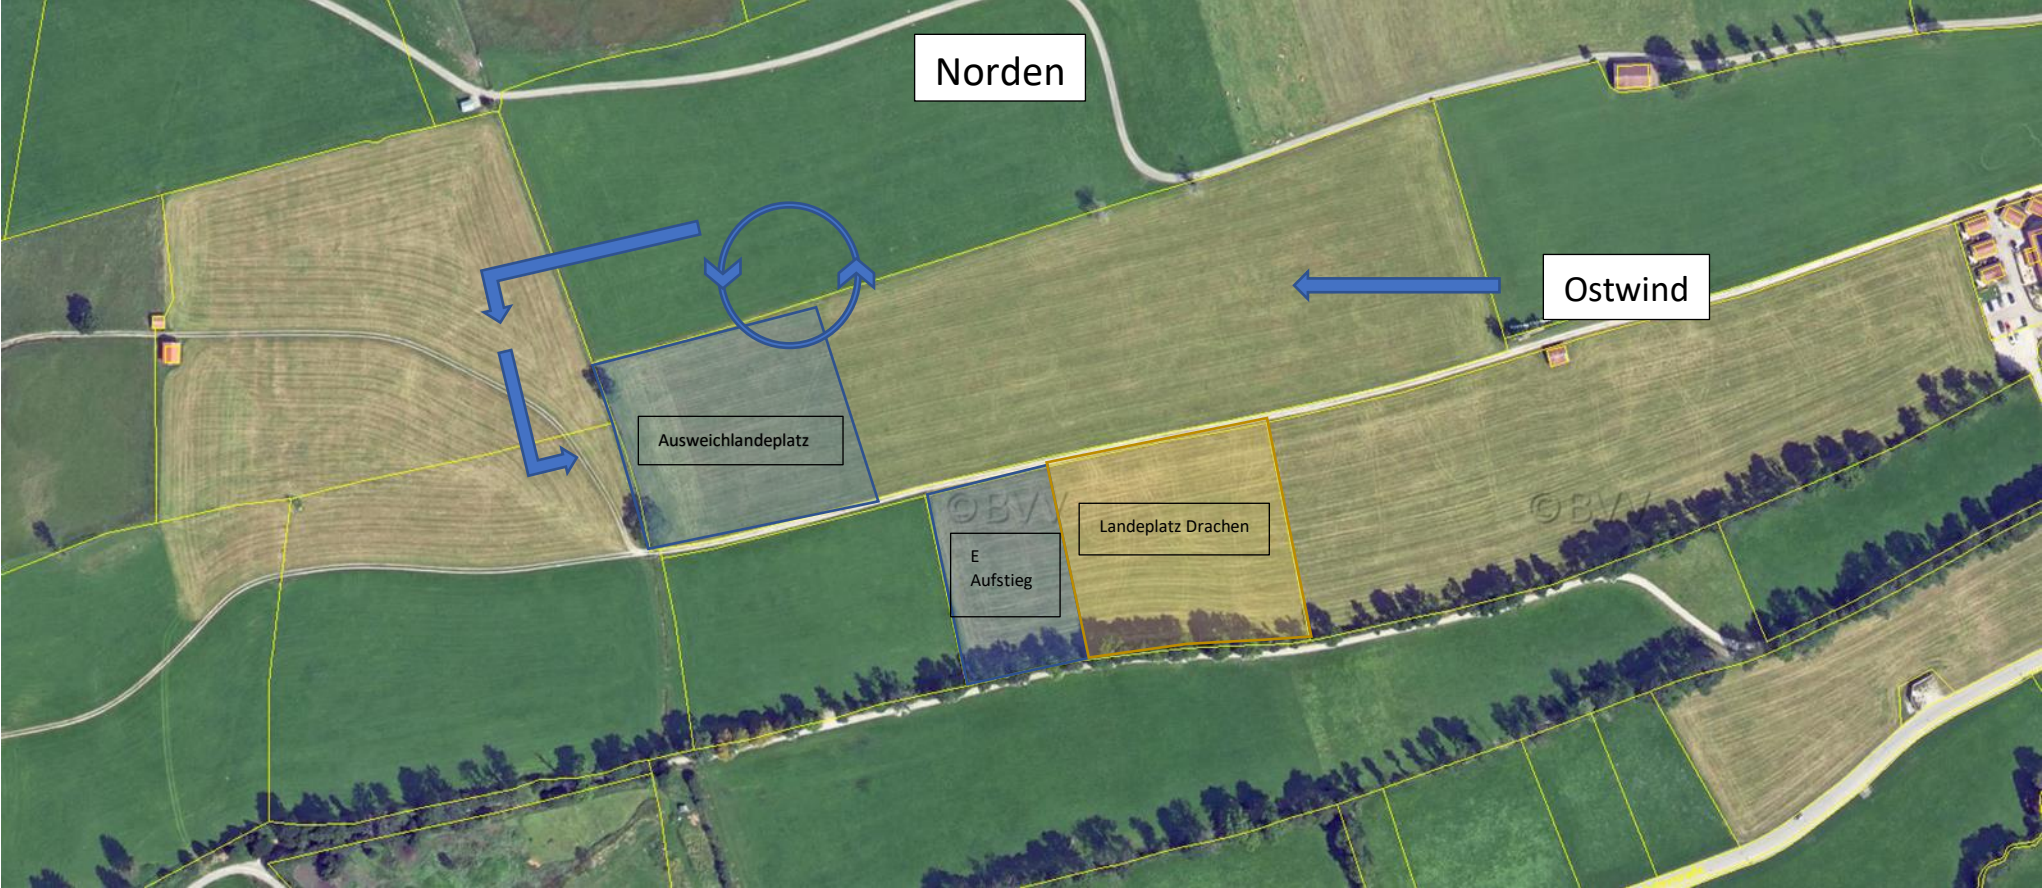 Norden
Ostwind
Ausweichlandeplatz
©BVV
©BVV
Landeplatz Drachen
E
Aufstieg